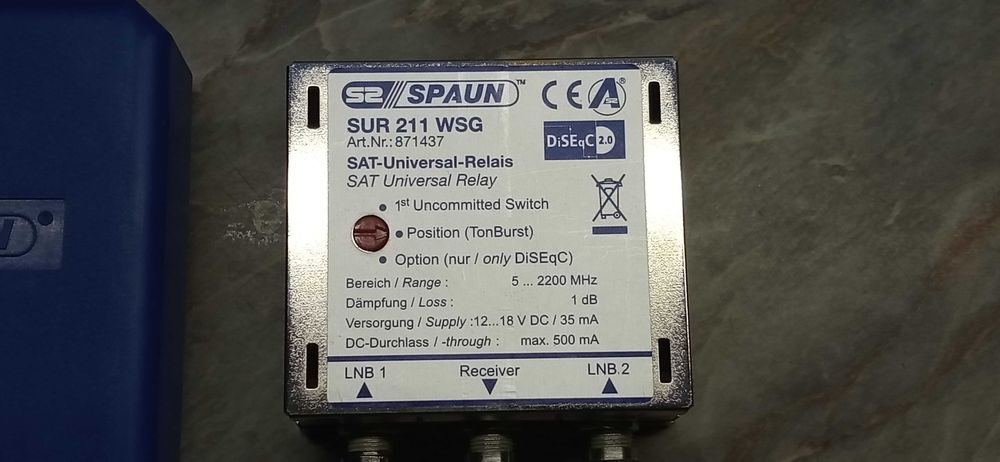 SPAUN™
CE
A®
SUR 211 WSG
Art.Nr.: 871437
DiSEqC 2.0
SAT-Universal-Relais
SAT Universal Relay
• 1st Uncommitted Switch
• Position (TonBurst)
• Option (nur / only DiSEqC)
Bereich / Range : 5 ... 2200 MHz
Dämpfung / Loss : 1 dB
Versorgung / Supply :12...18 V DC / 35 mA
DC-Durchlass / -through : max. 500 mA
LNB 1 Receiver LNB.2